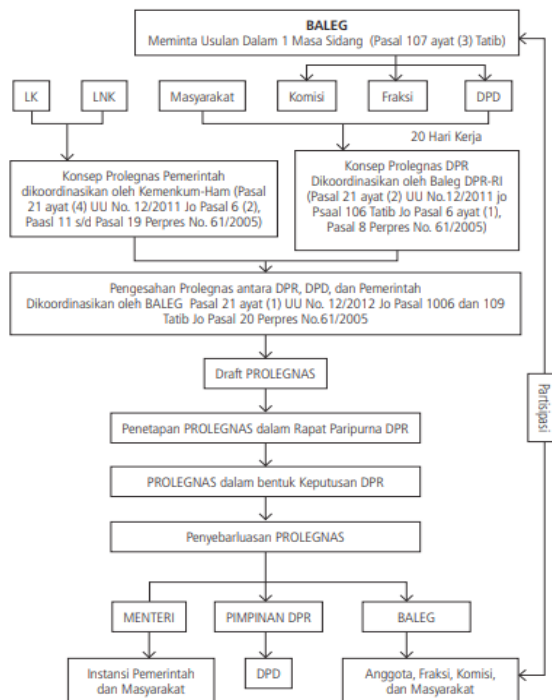 BALEG
Meminta Usulan Dalam 1 Masa Sidang (Pasal 107 ayat (3) Tatib)
LK
LNK
Masyarakat
Komisi
Fraksi
DPD
20 Hari Kerja
Konsep Prolegnas Pemerintah
dikoordinasikan oleh Kemenkum-Ham (Pasal
21 ayat (4) UU No. 12/2011 Jo Pasal 6 (2),
Paasl 11 s/d Pasal 19 Perpres No. 61/2005)
Konsep Prolegnas DPR
Dikoordinasikan oleh Baleg DPR-RI
(Pasal 21 ayat (2) UU No.12/2011 jo
Psaal 106 Tatib Jo Pasal 6 ayat (1),
Pasal 8 Perpres No. 61/2005)
Pengesahan Prolegnas antara DPR, DPD, dan Pemerintah
Dikoordinasikan oleh BALEG Pasal 21 ayat (1) UU No. 12/2012 Jo Pasal 1006 dan 109
Tatib Jo Pasal 20 Perpres No.61/2005
Draft PROLEGNAS
Partisipasi
Penetapan PROLEGNAS dalam Rapat Paripurna DPR
PROLEGNAS dalam bentuk Keputusan DPR
Penyebarluasan PROLEGNAS
MENTERI
PIMPINAN DPR
BALEG
Instansi Pemerintah
dan Masyarakat
DPD
Anggota, Fraksi, Komisi,
dan Masyarakat